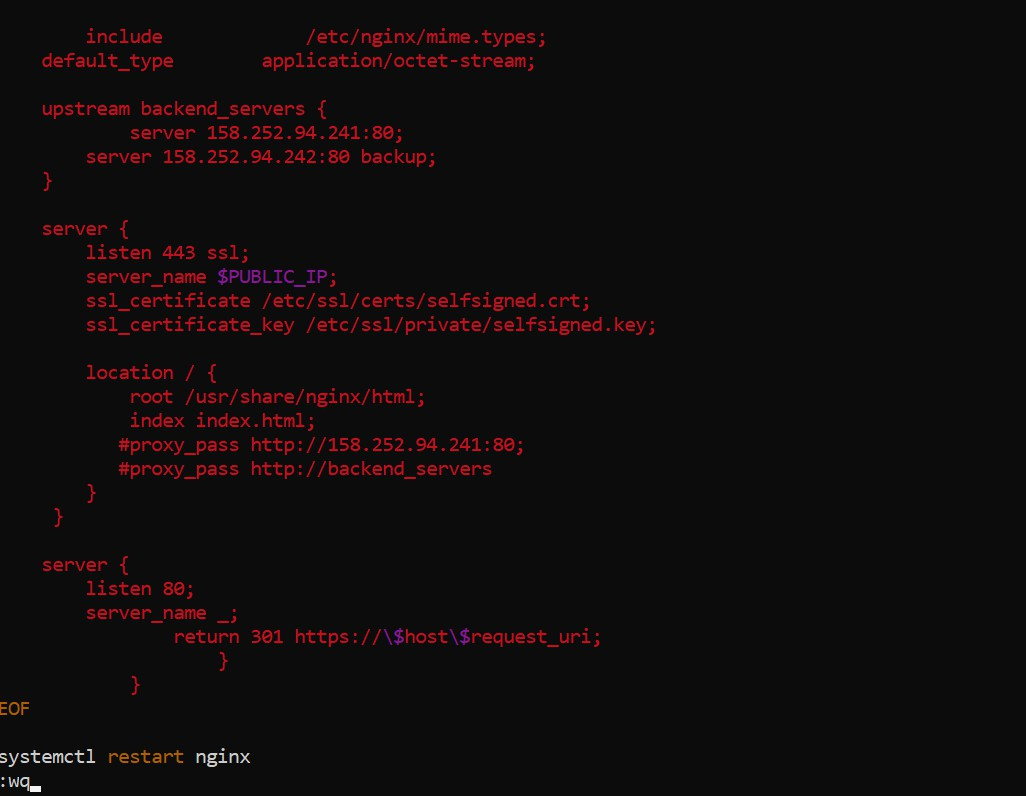 include             /etc/nginx/mime.types;
default_type        application/octet-stream;
upstream backend_servers {
server 158.252.94.241:80;
server 158.252.94.242:80 backup;
}
server {
listen 443 ssl;
server_name $PUBLIC_IP;
ssl_certificate /etc/ssl/certs/selfsigned.crt;
ssl_certificate_key /etc/ssl/private/selfsigned.key;
location / {
root /usr/share/nginx/html;
index index.html;
#proxy_pass http://158.252.94.241:80;
#proxy_pass http://backend_servers
}
}
server {
listen 80;
server_name _;
return 301 https://\$host\$request_uri;
}
}
EOF
systemctl restart nginx
:wq